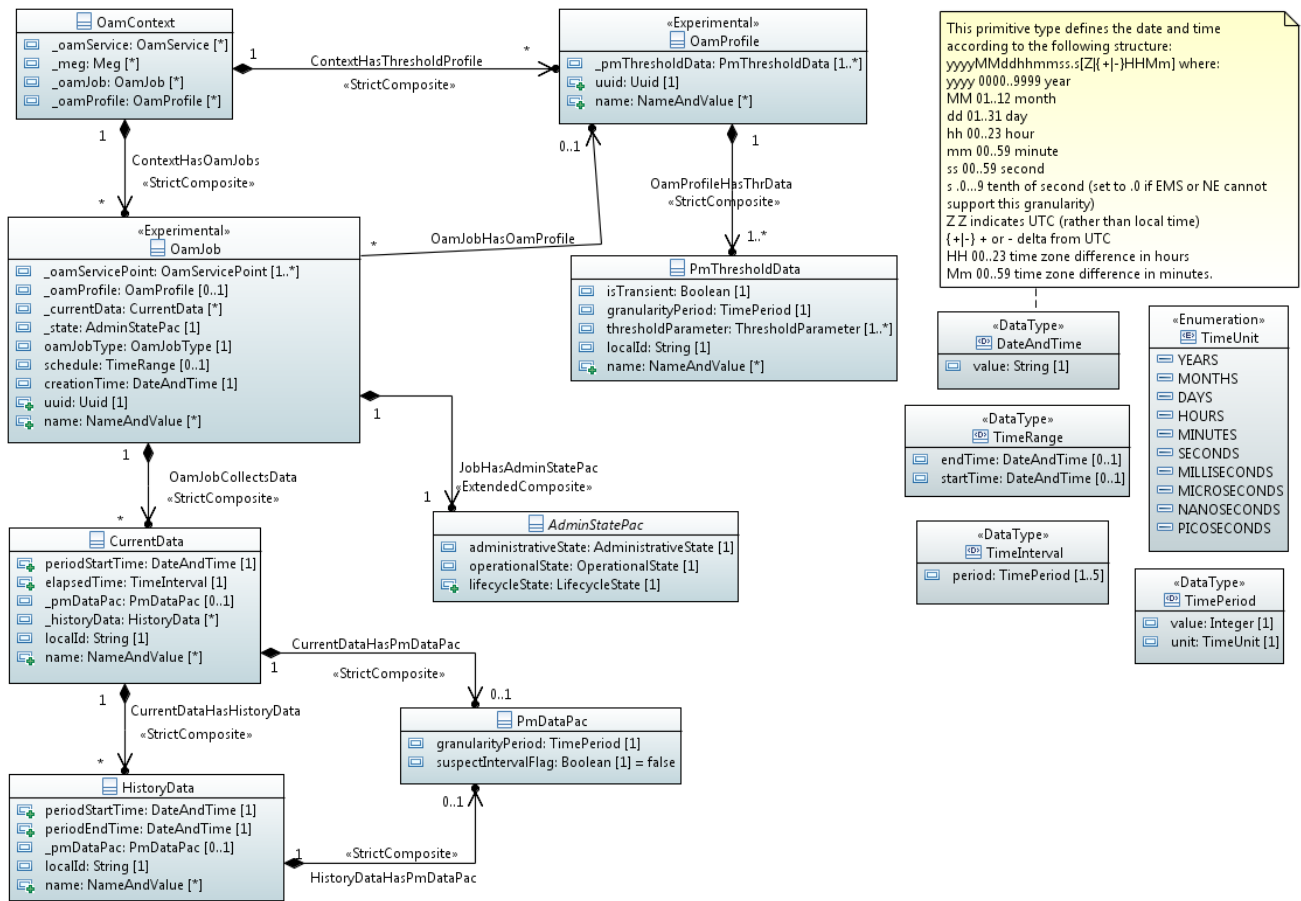 OamContext
_oamService: OamService [*]
_meg: Meg [*]
_oamJob: OamJob [*]
_oamProfile: OamProfile [*]
1
ContextHasThresholdProfile
*
«StrictComposite»
«Experimental»
OamProfile
_pmThresholdData: PmThresholdData [1..*]
uuid: Uuid [1]
name: NameAndValue [*]
1
ContextHasOamJobs
«StrictComposite»
*
0..1
1
OamProfileHasThrData
«StrictComposite»
1..*
*
OamJobHasOamProfile
«Experimental»
OamJob
_oamServicePoint: OamServicePoint [1..*]
_oamProfile: OamProfile [0..1]
_currentData: CurrentData [*]
_state: AdminStatePac [1]
oamJobType: OamJobType [1]
schedule: TimeRange [0..1]
creationTime: DateAndTime [1]
uuid: Uuid [1]
name: NameAndValue [*]
PmThresholdData
isTransient: Boolean [1]
granularityPeriod: TimePeriod [1]
thresholdParameter: ThresholdParameter [1..*]
localId: String [1]
name: NameAndValue [*]
1
OamJobCollectsData
«StrictComposite»
*
1
JobHasAdminStatePac
«ExtendedComposite»
1
AdminStatePac
administrativeState: AdministrativeState [1]
operationalState: OperationalState [1]
lifecycleState: LifecycleState [1]
CurrentData
periodStartTime: DateAndTime [1]
elapsedTime: TimeInterval [1]
_pmDataPac: PmDataPac [0..1]
_historyData: HistoryData [*]
localId: String [1]
name: NameAndValue [*]
1
CurrentDataHasPmDataPac
«StrictComposite»
0..1
1
CurrentDataHasHistoryData
«StrictComposite»
*
PmDataPac
granularityPeriod: TimePeriod [1]
suspectIntervalFlag: Boolean [1] = false
HistoryData
periodStartTime: DateAndTime [1]
periodEndTime: DateAndTime [1]
_pmDataPac: PmDataPac [0..1]
localId: String [1]
name: NameAndValue [*]
0..1
1
«StrictComposite»
HistoryDataHasPmDataPac
This primitive type defines the date and time
according to the following structure:
yyyyMMddhhmmss.s[Z|{+|-}HHMm] where:
yyyy 0000..9999 year
MM 01..12 month
dd 01..31 day
hh 00..23 hour
mm 00..59 minute
ss 00..59 second
s .0...9 tenth of second (set to .0 if EMS or NE cannot
support this granularity)
Z Z indicates UTC (rather than local time)
{+|-} + or - delta from UTC
HH 00..23 time zone difference in hours
Mm 00..59 time zone difference in minutes.
«DataType»
DateAndTime
value: String [1]
«DataType»
TimeRange
endTime: DateAndTime [0..1]
startTime: DateAndTime [0..1]
«DataType»
TimeInterval
period: TimePeriod [1..5]
«Enumeration»
TimeUnit
YEARS
MONTHS
DAYS
HOURS
MINUTES
SECONDS
MILLISECONDS
MICROSECONDS
NANOSECONDS
PICOSECONDS
«DataType»
TimePeriod
value: Integer [1]
unit: TimeUnit [1]